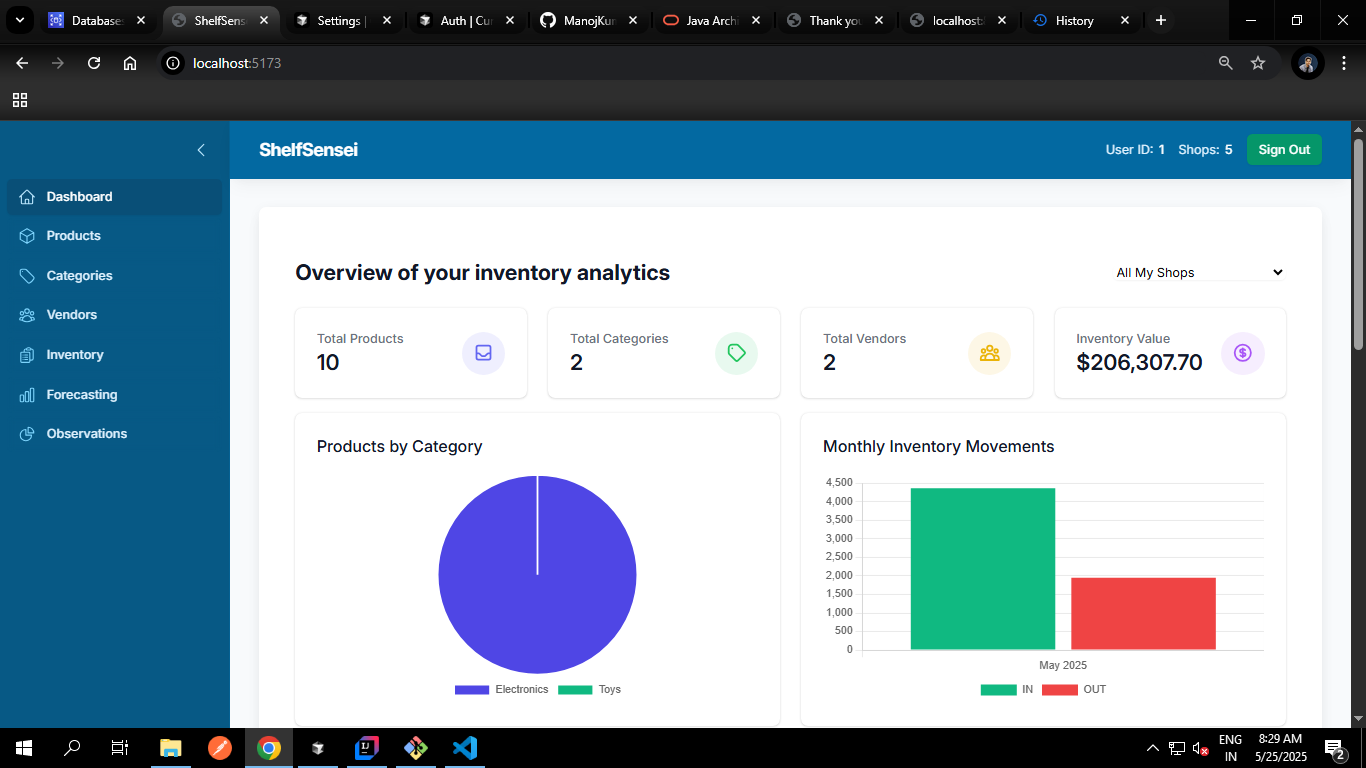 Databases
ShelfSens
Settings |
Auth | Cur
ManojKum
Java Archi
Thank you
localhost:
History
localhost:5173
ShelfSensei
User ID: 1 Shops: 5 Sign Out
Dashboard
Products
Categories
Vendors
Inventory
Forecasting
Observations
Overview of your inventory analytics
All My Shops
Total Products
10
Total Categories
2
Total Vendors
2
Inventory Value
$206,307.70
Products by Category
Electronics Toys
Monthly Inventory Movements
4,500
4,000
3,500
3,000
2,500
2,000
1,500
1,000
500
0
May 2025
IN OUT
ENG
IN
8:29 AM
5/25/2025
2